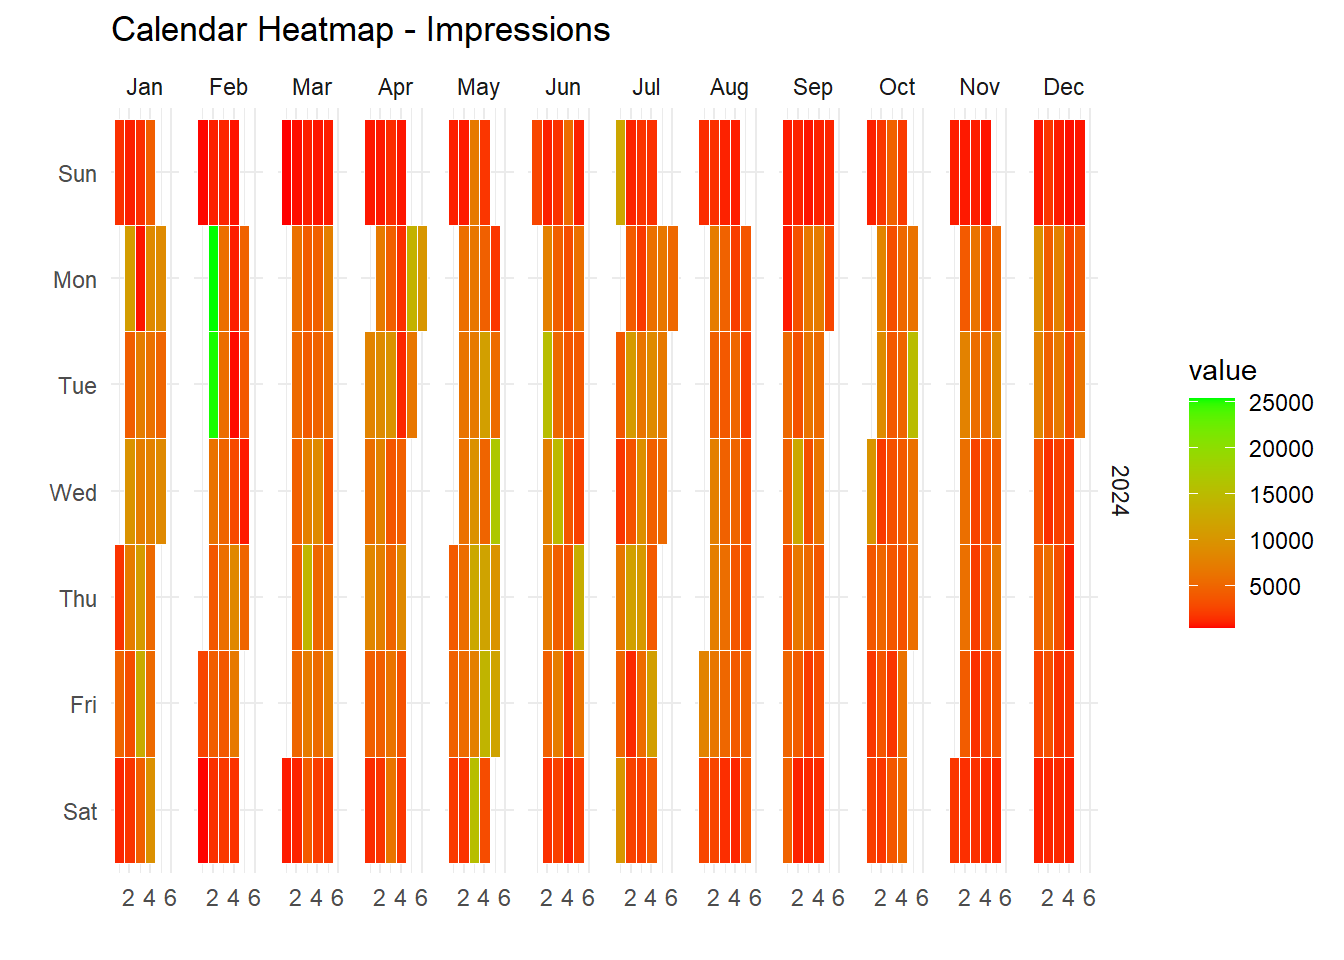 Calendar Heatmap - Impressions
Jan Feb Mar Apr May Jun Jul Aug Sep Oct Nov Dec
Sun
Mon
Tue
Wed
Thu
Fri
Sat
2 4 6 2 4 6 2 4 6 2 4 6 2 4 6 2 4 6 2 4 6 2 4 6 2 4 6 2 4 6 2 4 6 2 4 6
2024
value
25000
20000
15000
10000
5000